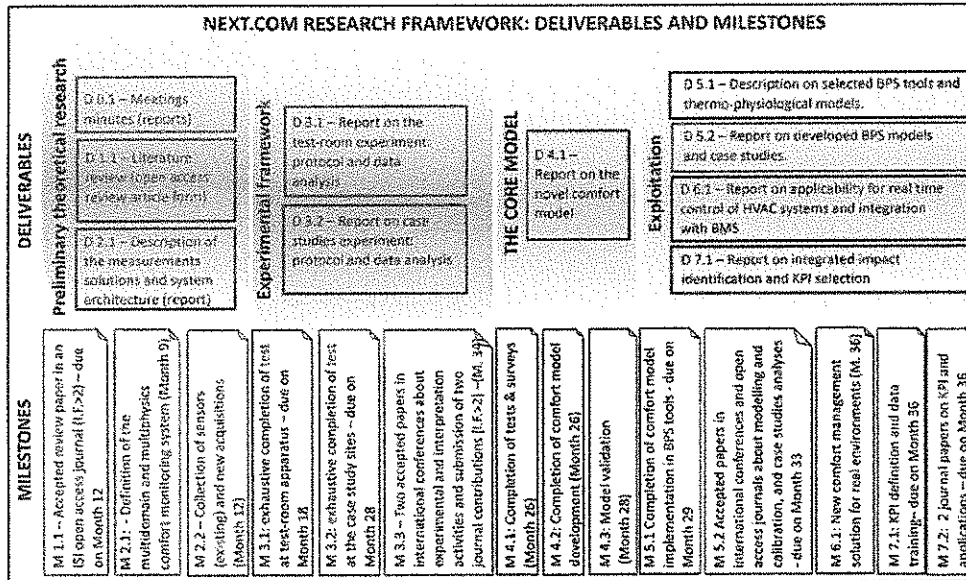 NEXT.COM RESEARCH FRAMEWORK: DELIVERABLES AND MILESTONES
DELIVERABLES
Preliminary theoretical research
D 0.1 – Meetings
minutes (reports)
D 1.1 – Literature
review (open access
review article form)
D 2.1 – Description of
the measurements
solutions and system
architecture (report)
Experimental framework
D 3.1 – Report on the
test-room experiment:
protocol and data
analysis
D 3.2 – Report on case
studies experiment:
protocol and data analysis
THE CORE MODEL
D 4.1 –
Report on the
novel comfort
model
Exploitation
D 5.1 – Description on selected BPS tools and
thermo-physiological models.
D 5.2 – Report on developed BPS models
and case studies.
D 6.1 – Report on applicability for real time
control of HVAC systems and integration
with BMS
D 7.1 – Report on integrated impact
identification and KPI selection
MILESTONES
M 1.1 – Accepted review paper in an
ISI open access journal (I.F.>2) – due
on Month 12
M 2.1: - Definition of the
multidomain and multiphysics
comfort monitoring system (Month 9)
M 2.2 – Collection of sensors
(existing) and new acquisitions
(Month 12)
M 3.1: exhaustive completion of test
at test-room apparatus – due on
Month 18
M 3.2: exhaustive completion of test
at the case study sites – due on
Month 28
M 3.3 – Two accepted papers in
international conference about
experimental and interpretation
activities and submission of two
journal contributions (I.F.>2) –(M. 34)
M 4.1: Completion of tests & surveys
(Month 26)
M 4.2: Completion of comfort model
development (Month 26)
M 4.3: Model validation
(Month 28)
M 5.1 Completion of comfort model
implementation in BPS tools - due on
Month 29
M 5.2 Accepted papers in
international conferences and open
access journals about modelling and
calibration, and case studies analyses
- due on Month 33
M 6.1: New comfort management
solution for real environments (M. 36)
M 7.1: KPI definition and data
training– due on Month 36
M 7.2: 2 journal papers on KPI and
applications – due on Month 36